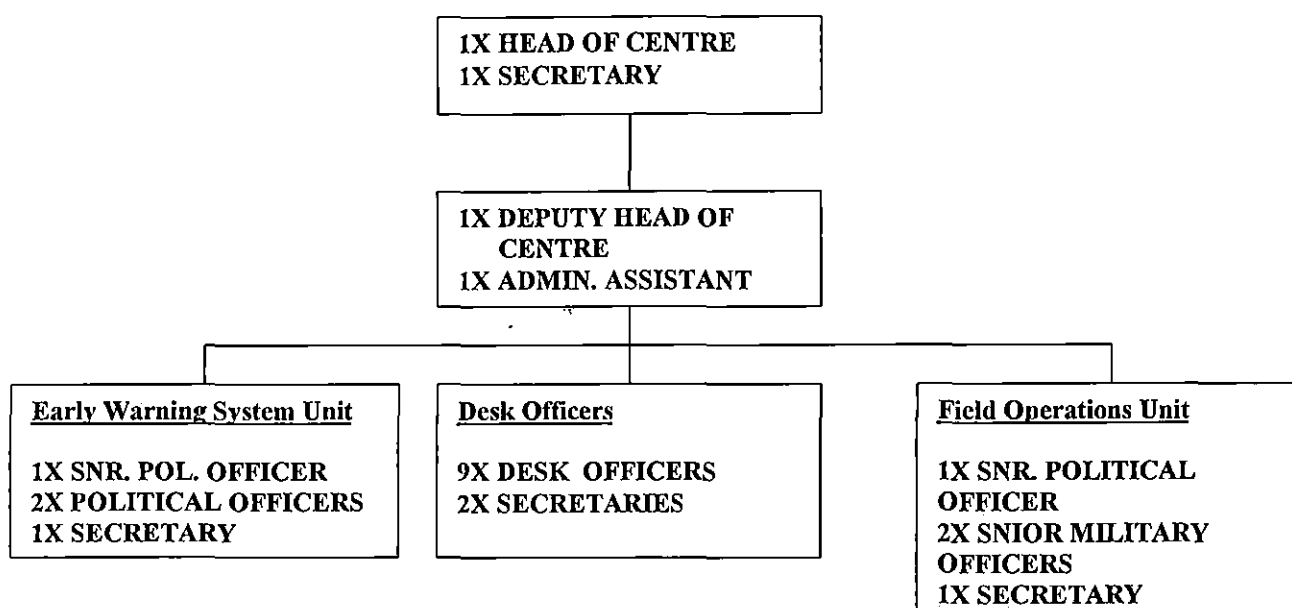 1X HEAD OF CENTRE
1X SECRETARY
1X DEPUTY HEAD OF
CENTRE
1X ADMIN. ASSISTANT
Early Warning System Unit
1X SNR. POL. OFFICER
2X POLITICAL OFFICERS
1X SECRETARY
Desk Officers
9X DESK OFFICERS
2X SECRETARIES
Field Operations Unit
1X SNR. POLITICAL
OFFICER
2X SNIOR MILITARY
OFFICERS
1X SECRETARY